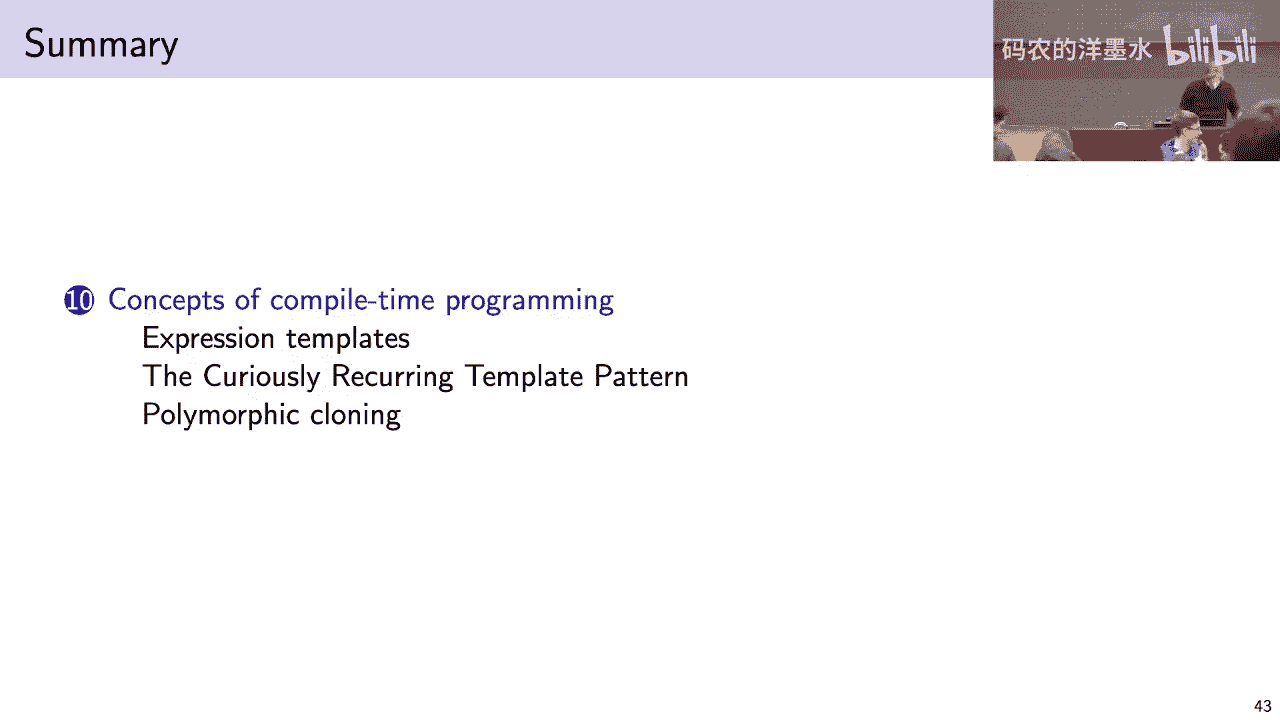 Summary
码农的洋墨水 bilibili
10 Concepts of compile-time programming
Expression templates
The Curiously Recurring Template Pattern
Polymorphic cloning
43